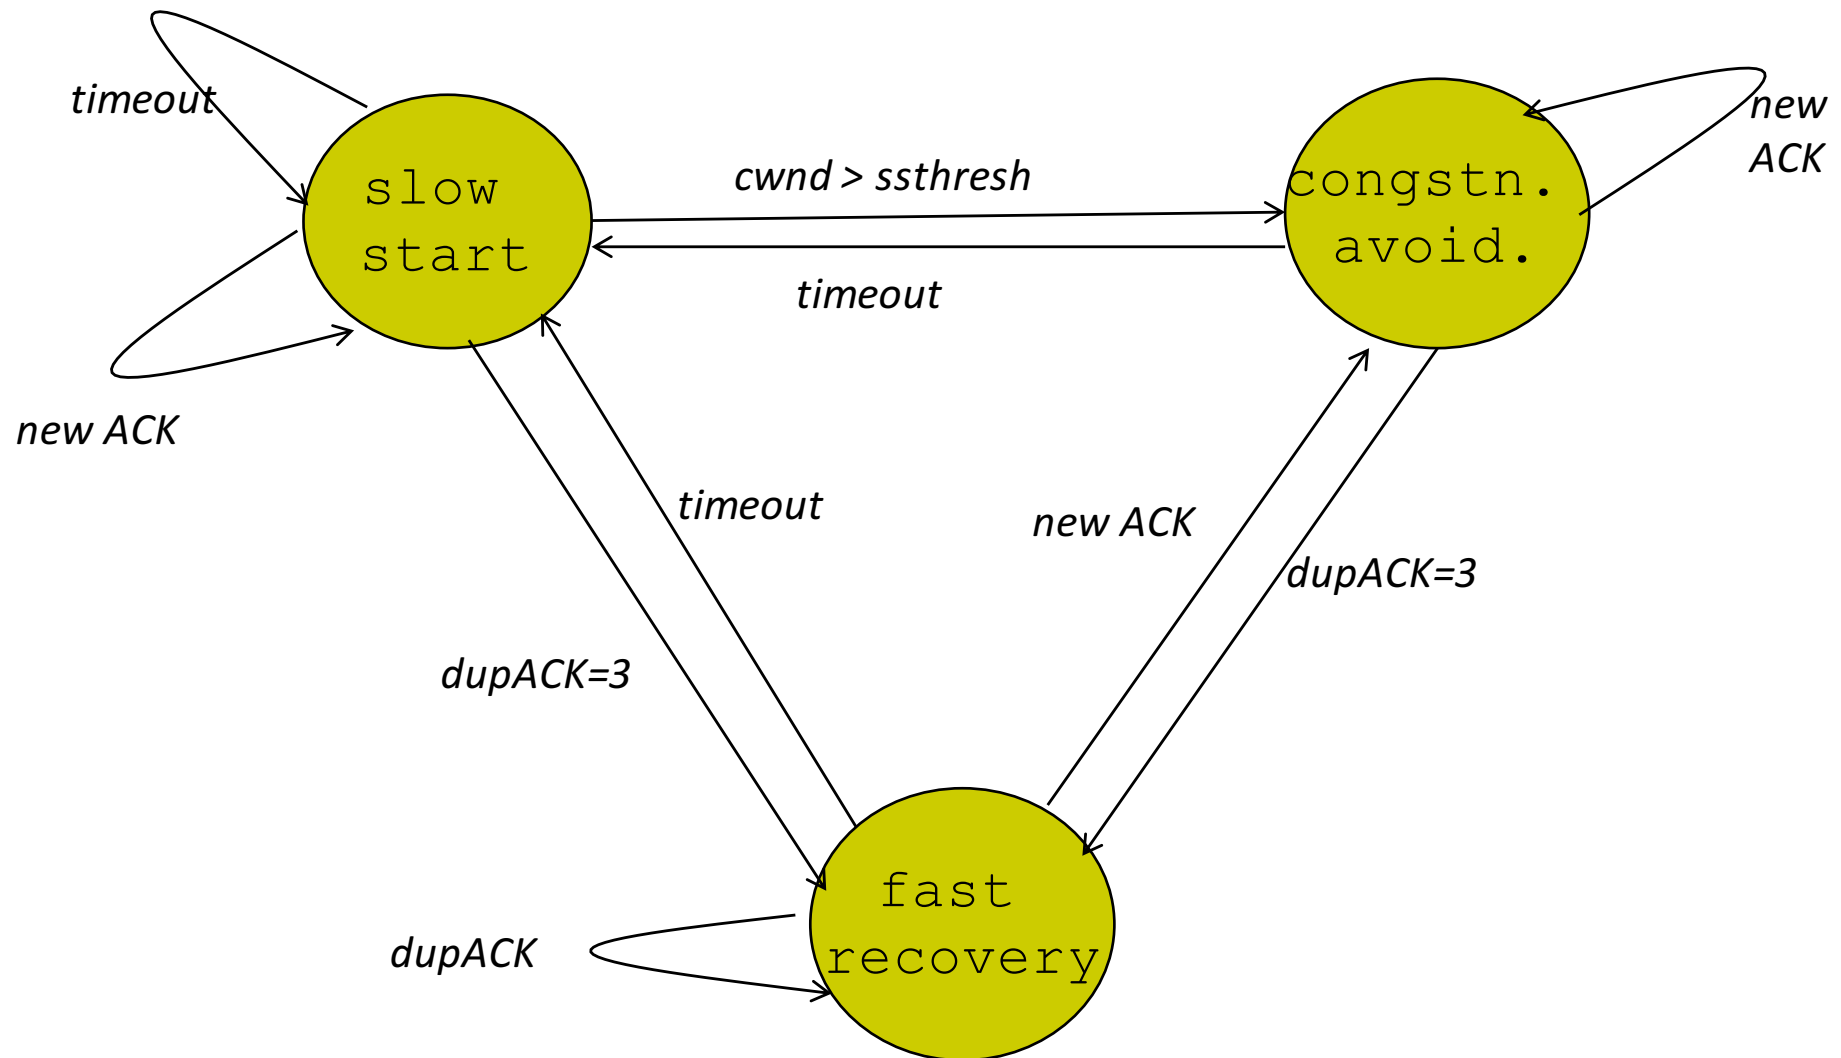 timeout
slow
start
new ACK
cwnd > ssthresh
timeout
congstn.
avoid.
new
ACK
timeout
new ACK
dupACK=3
dupACK=3
fast
recovery
dupACK